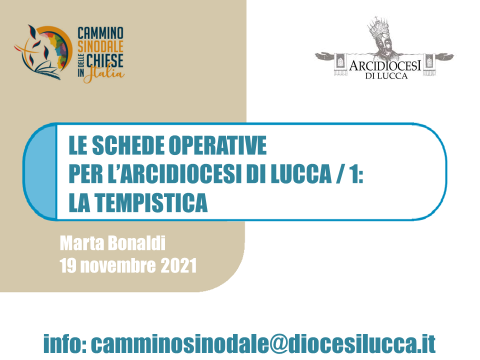 CAMMINO
SINODALE
DELLE CHIESE
IN Italia
ARCIDIOCESI
DI LUCCA
LE SCHEDE OPERATIVE
PER L'ARCIDIOCESI DI LUCCA / 1:
LA TEMPISTICA
Marta Bonaldi
19 novembre 2021
info: camminosinodale@diocesilucca.it